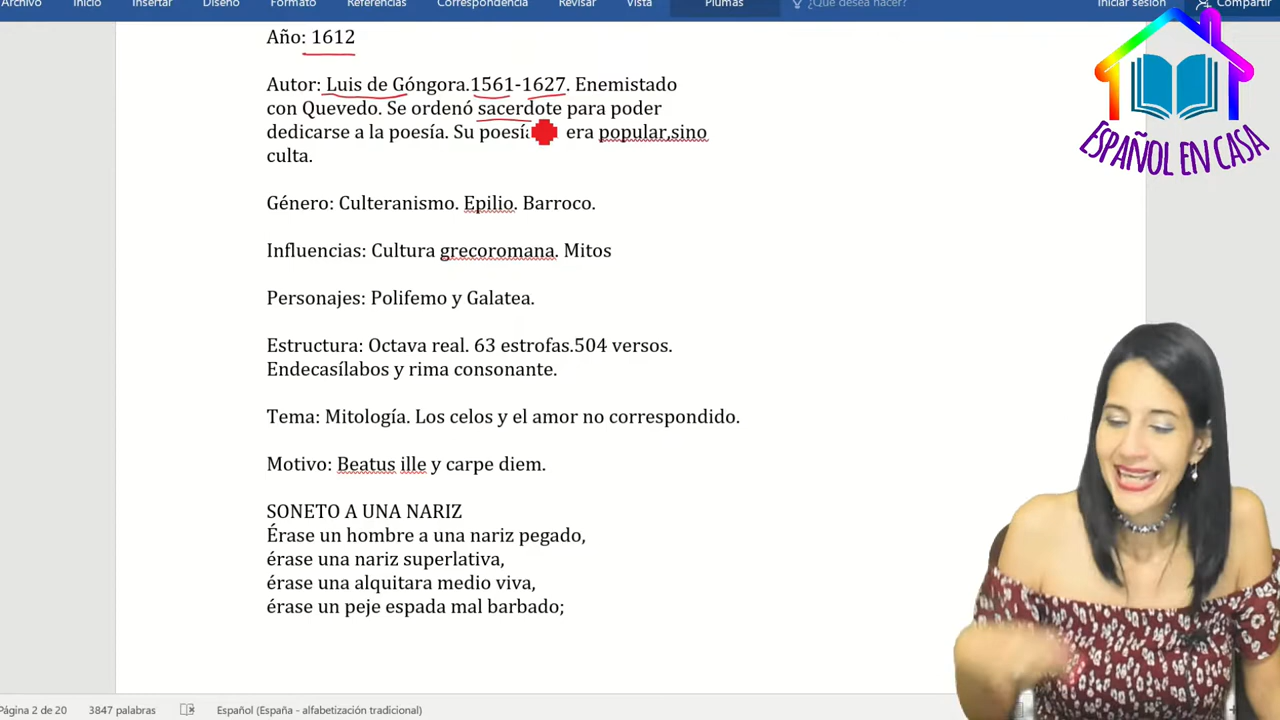 Archivo Inicio Insertar Diseño Formato Referencias Correspondencia Revisar Vista Plumas ¿Qué desea hacer? Iniciar sesión Compartir
Año: 1612
Autor: Luis de Góngora.1561-1627. Enemistado
con Quevedo. Se ordenó sacerdote para poder
dedicarse a la poesía. Su poesía era popular,sino
culta.
Género: Culteranismo. Epilio. Barroco.
Influencias: Cultura grecoromana. Mitos
Personajes: Polifemo y Galatea.
Estructura: Octava real. 63 estrofas.504 versos.
Endecasílabos y rima consonante.
Tema: Mitología. Los celos y el amor no correspondido.
Motivo: Beatus ille y carpe diem.
SONETO A UNA NARIZ
Érase un hombre a una nariz pegado,
érase una nariz superlativa,
érase una alquitara medio viva,
érase un peje espada mal barbado;
ESPAÑOL EN CASA
Página 2 de 20 3847 palabras Español (España - alfabetización tradicional)